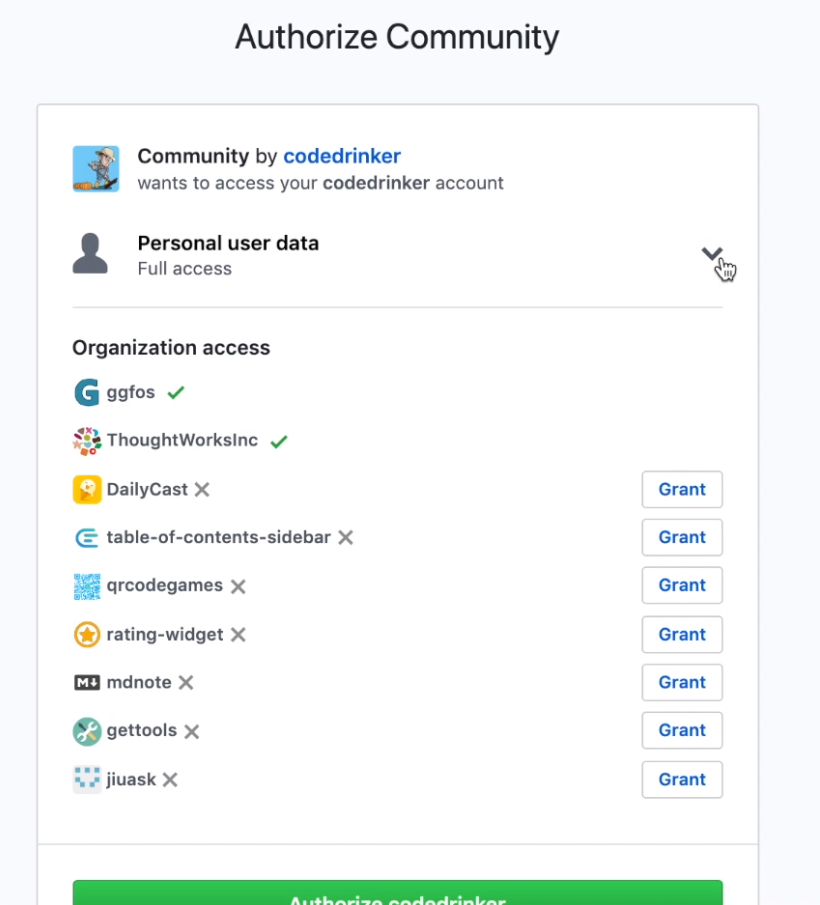 Authorize Community
Community by codedrinker
wants to access your codedrinker account
Personal user data
Full access
Organization access
ggfos
ThoughtWorksInc
DailyCast
Grant
table-of-contents-sidebar
Grant
qrcodegames
Grant
rating-widget
Grant
mdnote
Grant
gettools
Grant
jiuask
Grant
Authorize codedrinker